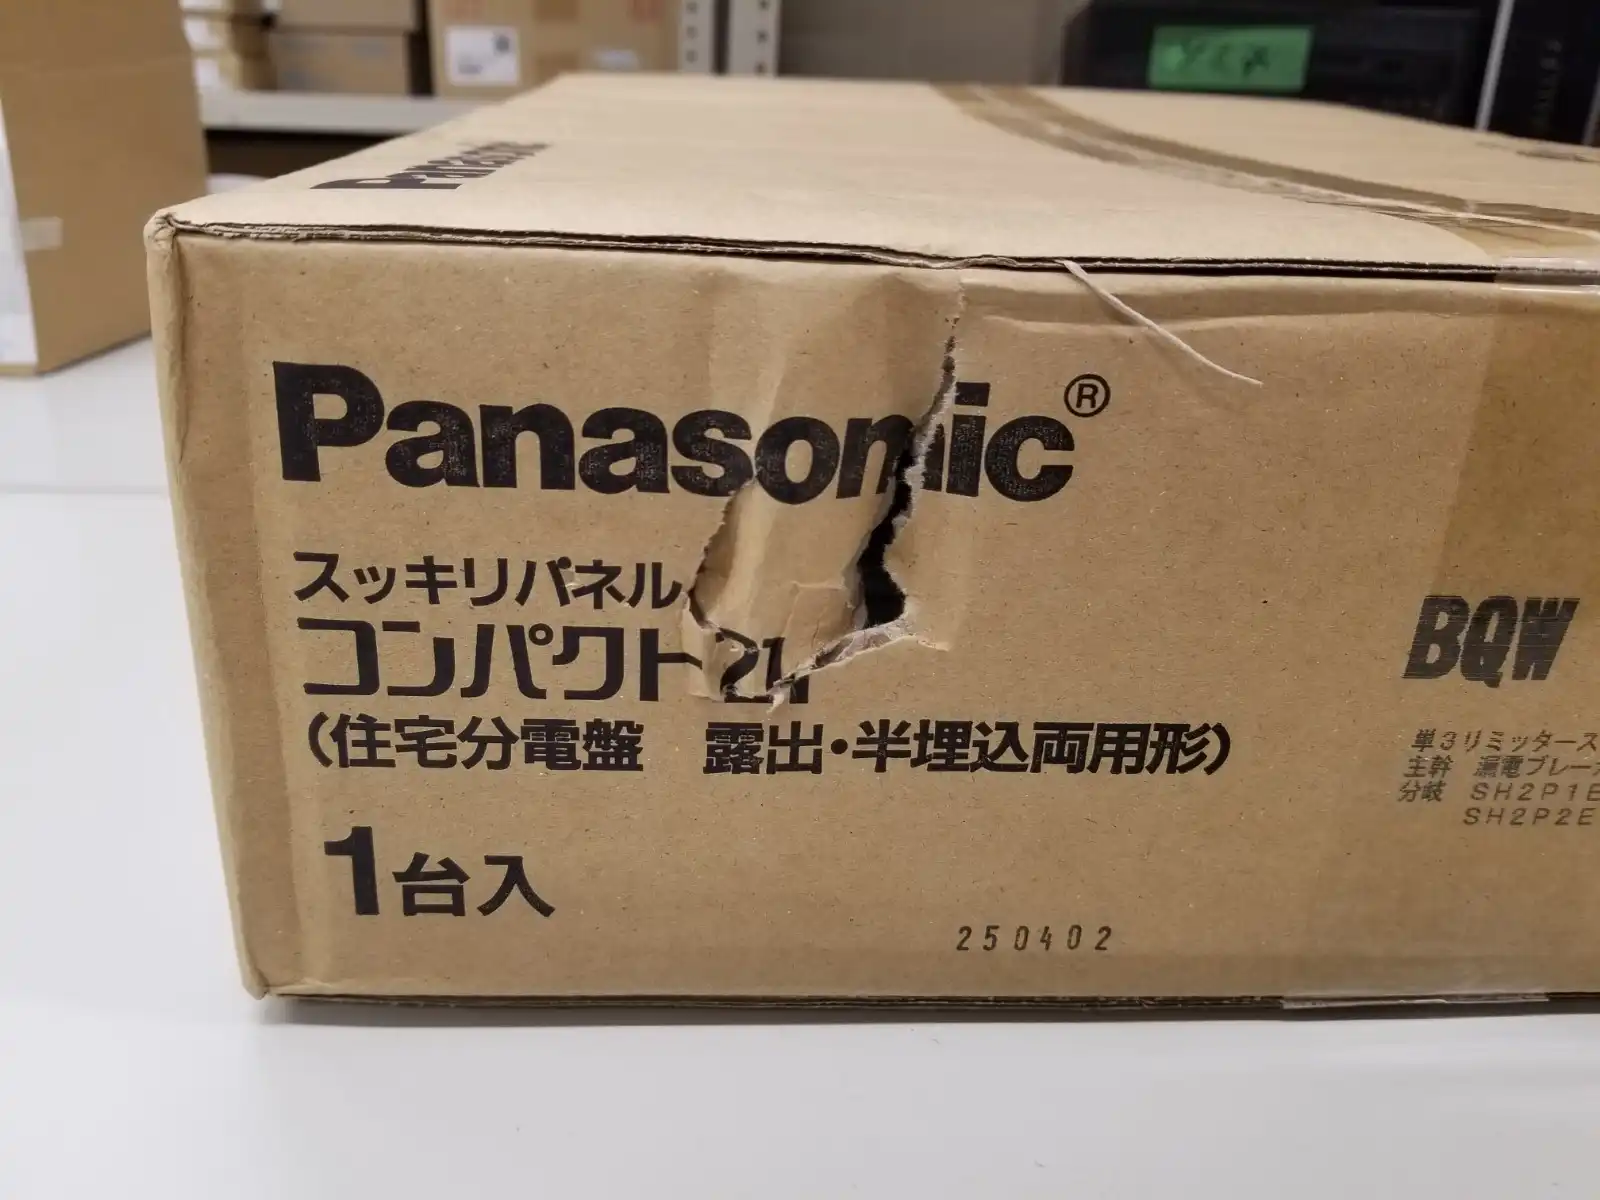 Panasonic
Panasonic®
スッキリパネル
コンパクト21
(住宅分電盤　露出・半埋込両用形)
1台入
250402
BQW
単3リミッタース
主幹　漏電ブレーカ
分岐　SH2P1E
SH2P2E